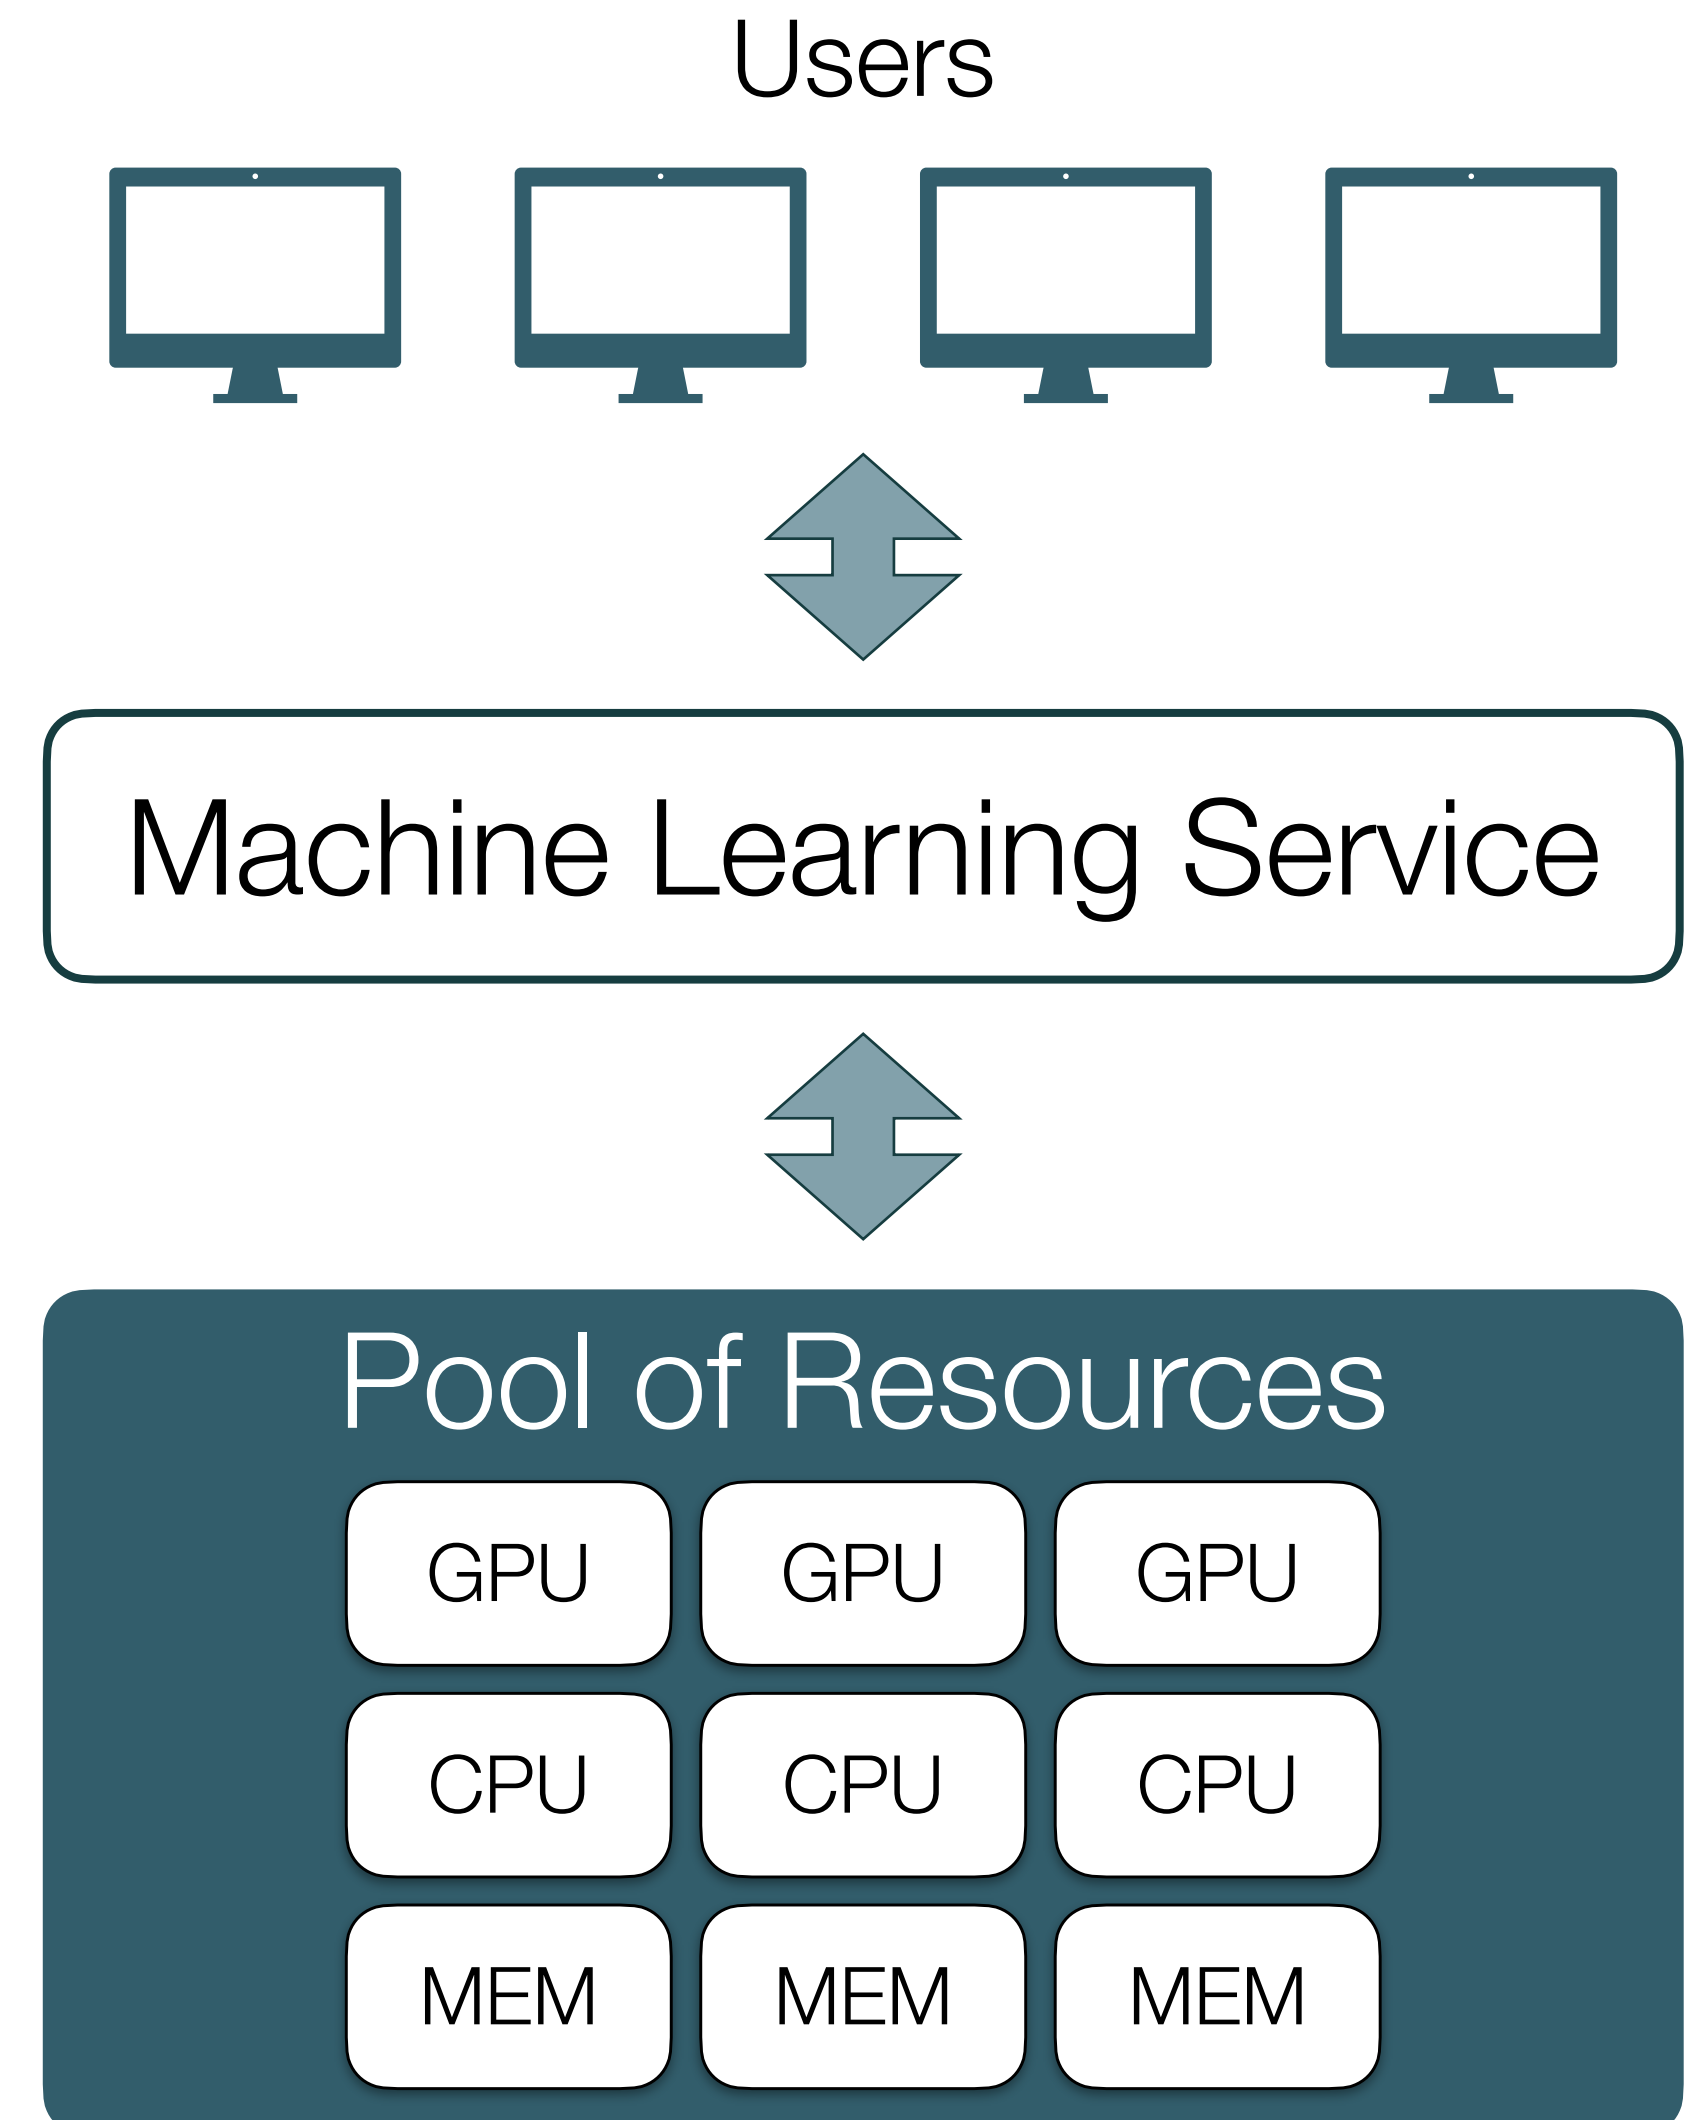 Users
Machine Learning Service
Pool of Resources
GPU GPU GPU
CPU CPU CPU
MEM MEM MEM